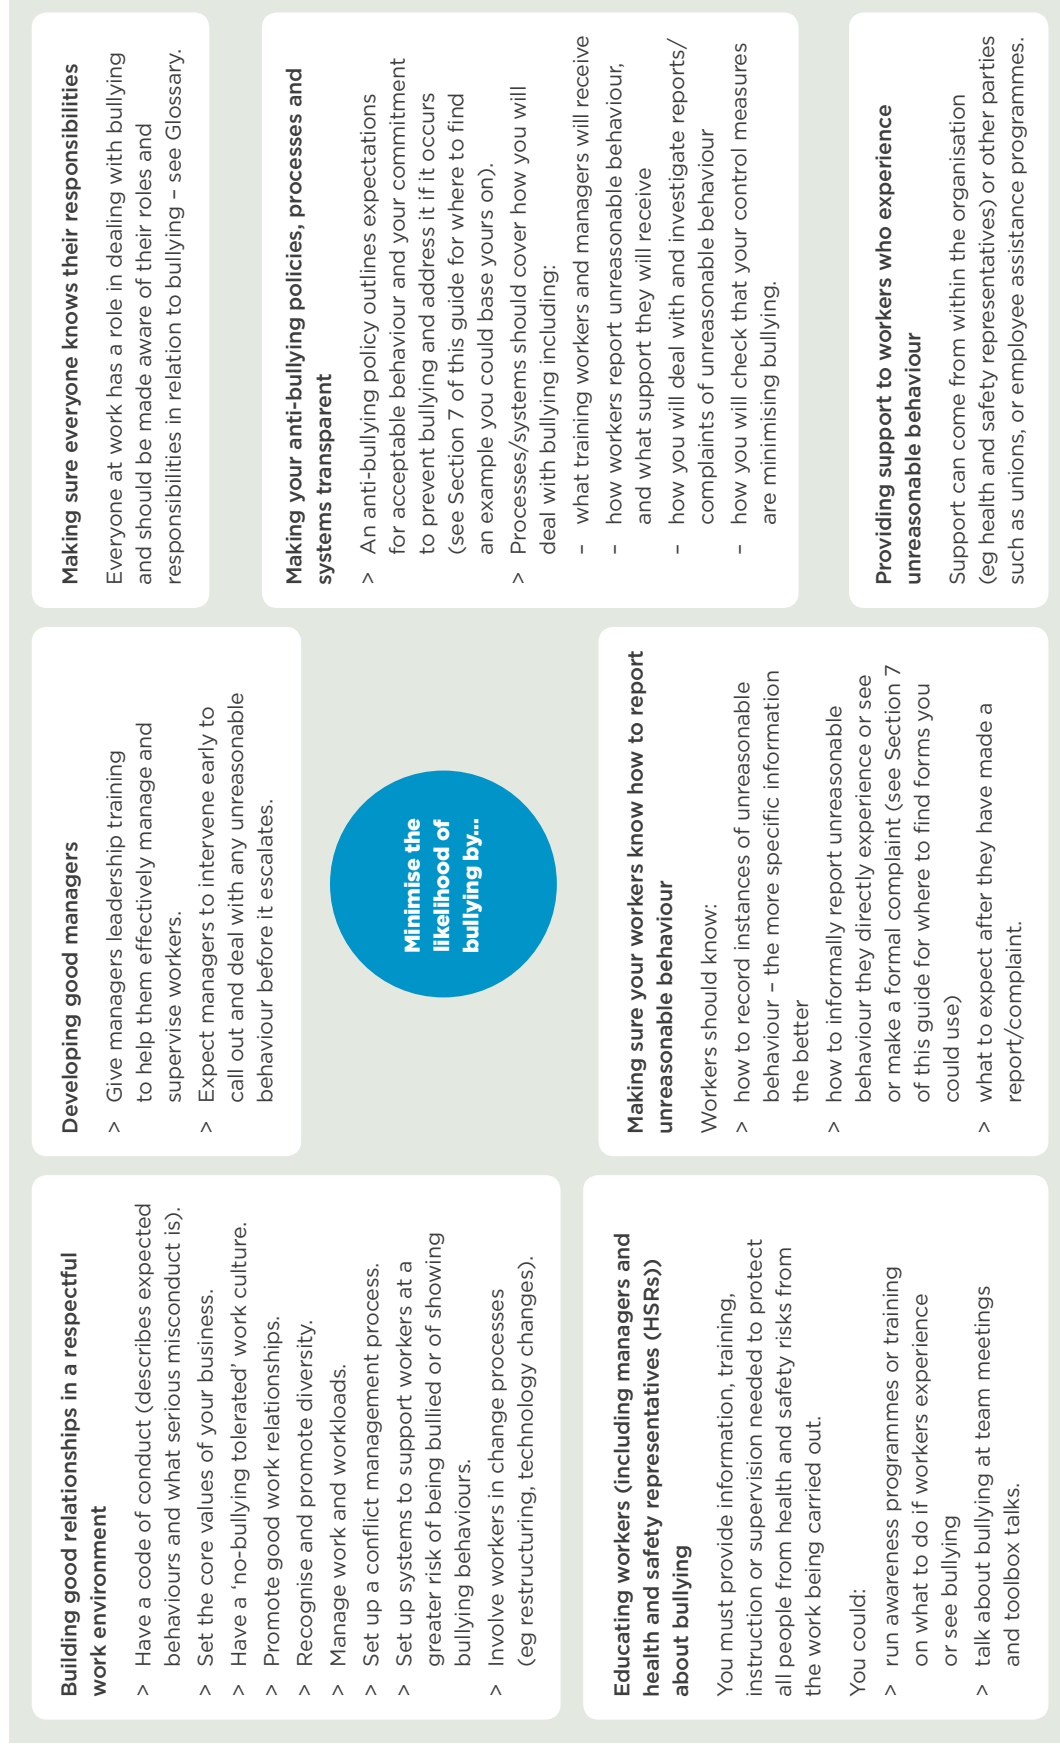 Building good relationships in a respectful
work environment
> Have a code of conduct (describes expected
behaviours and what serious misconduct is).
> Set the core values of your business.
> Have a ‘no-bullying tolerated’ work culture.
> Promote good work relationships.
> Recognise and promote diversity.
> Manage work and workloads.
> Set up a conflict management process.
> Set up systems to support workers at a
greater risk of being bullied or of showing
bullying behaviours.
> Involve workers in change processes
(eg restructuring, technology changes).
Developing good managers
> Give managers leadership training
to help them effectively manage and
supervise workers.
> Expect managers to intervene early to
call out and deal with any unreasonable
behaviour before it escalates.
Making sure everyone knows their responsibilities
Everyone at work has a role in dealing with bullying
and should be made aware of their roles and
responsibilities in relation to bullying – see Glossary.
Making your anti-bullying policies, processes and
systems transparent
> An anti-bullying policy outlines expectations
for acceptable behaviour and your commitment
to prevent bullying and address it if it occurs
(see Section 7 of this guide for where to find
an example you could base yours on).
> Processes/systems should cover how you will
deal with bullying including:
– what training workers and managers will receive
– how workers report unreasonable behaviour,
and what support they will receive
– how you will deal with and investigate reports/
complaints of unreasonable behaviour
– how you will check that your control measures
are minimising bullying.
Minimise the
likelihood of
bullying by...
Educating workers (including managers and
health and safety representatives (HSRs))
about bullying
You must provide information, training,
instruction or supervision needed to protect
all people from health and safety risks from
the work being carried out.
You could:
> run awareness programmes or training
on what to do if workers experience
or see bullying
> talk about bullying at team meetings
and toolbox talks.
Making sure your workers know how to report
unreasonable behaviour
Workers should know:
> how to record instances of unreasonable
behaviour – the more specific information
the better
> how to informally report unreasonable
behaviour they directly experience or see
or make a formal complaint (see Section 7
of this guide for where to find forms you
could use)
> what to expect after they have made a
report/complaint.
Providing support to workers who experience
unreasonable behaviour
Support can come from within the organisation
(eg health and safety representatives) or other parties
such as unions, or employee assistance programmes.